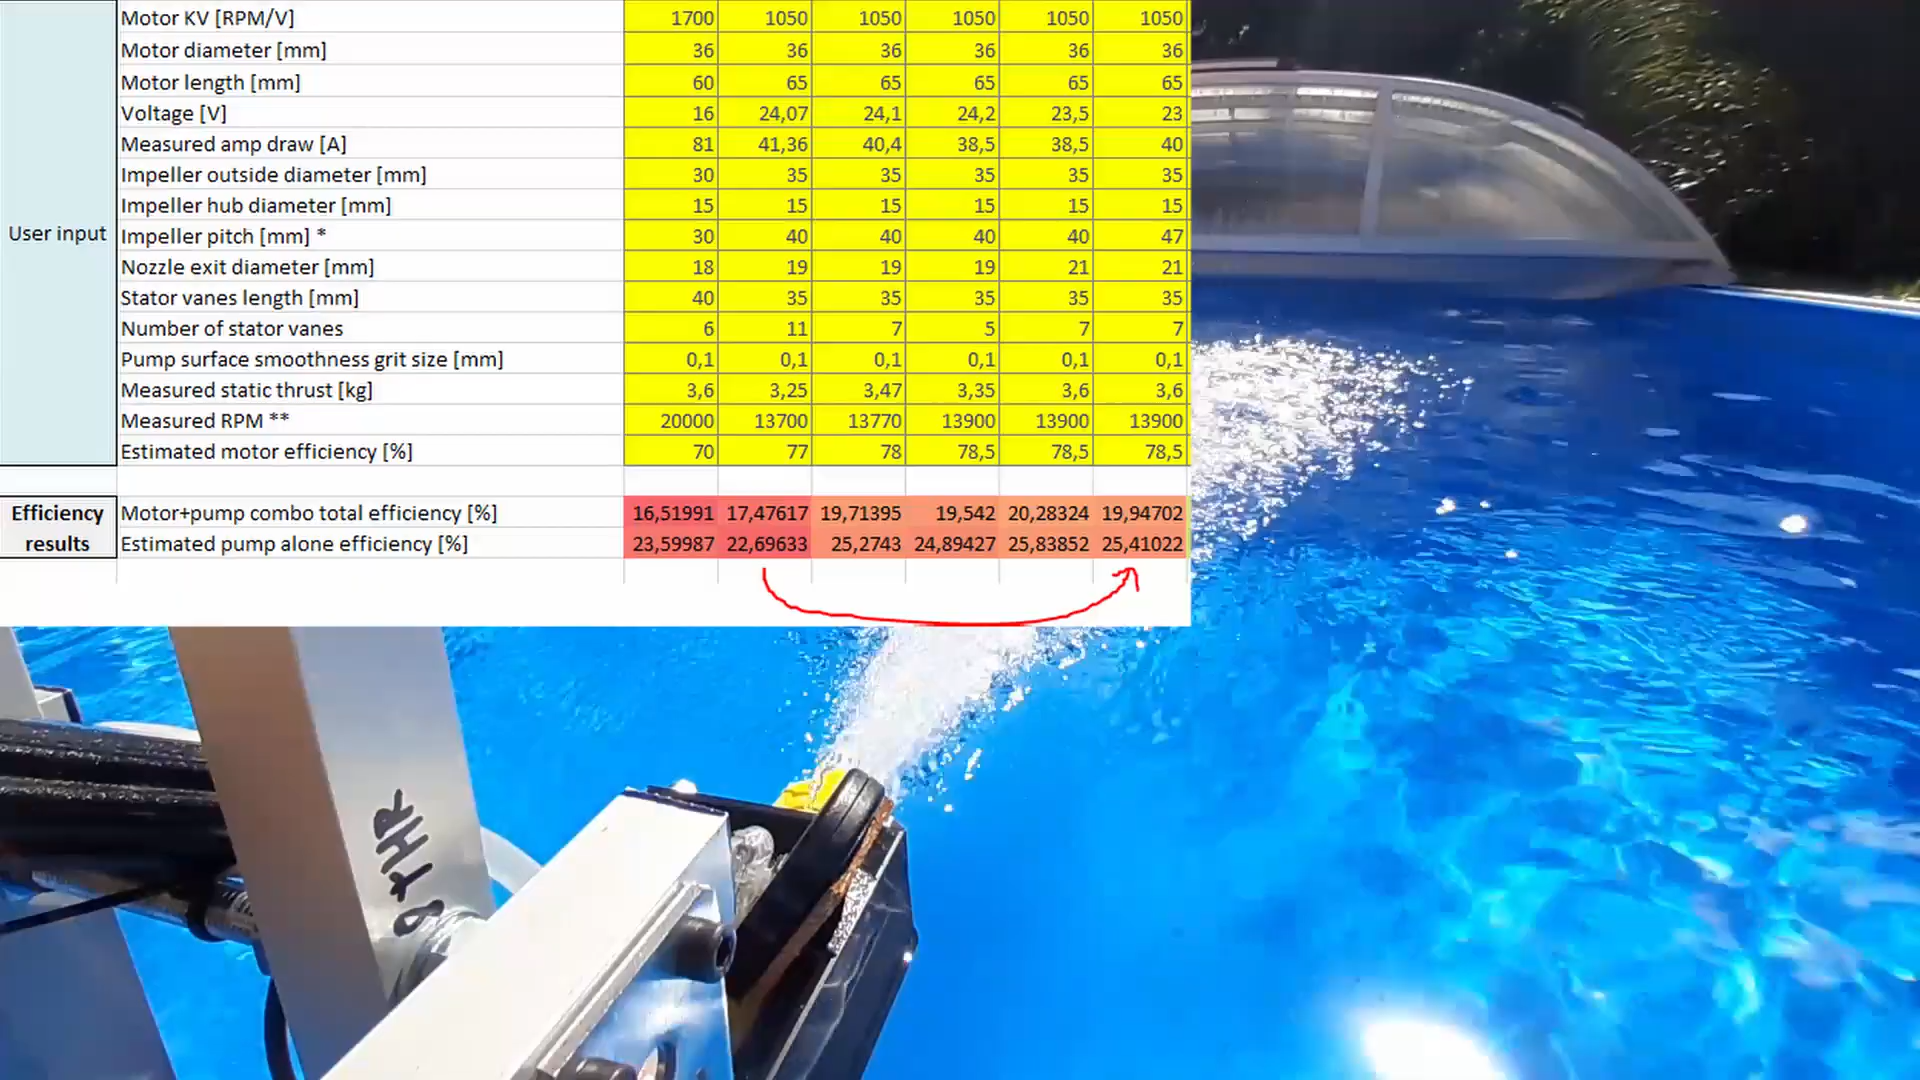 Motor KV [RPM/V] 1700 1050 1050 1050 1050 1050
Motor diameter [mm] 36 36 36 36 36 36
Motor length [mm] 60 65 65 65 65 65
Voltage [V] 16 24,07 24,1 24,2 23,5 23
Measured amp draw [A] 81 41,36 40,4 38,5 38,5 40
Impeller outside diameter [mm] 30 35 35 35 35 35
Impeller hub diameter [mm] 15 15 15 15 15 15
User input Impeller pitch [mm] * 30 40 40 40 40 47
Nozzle exit diameter [mm] 18 19 19 19 21 21
Stator vanes length [mm] 40 35 35 35 35 35
Number of stator vanes 6 11 7 5 7 7
Pump surface smoothness grit size [mm] 0,1 0,1 0,1 0,1 0,1 0,1
Measured static thrust [kg] 3,6 3,25 3,47 3,35 3,6 3,6
Measured RPM ** 20000 13700 13770 13900 13900 13900
Estimated motor efficiency [%] 70 77 78 78,5 78,5 78,5
Efficiency Motor+pump combo total efficiency [%] 16,51991 17,47617 19,71395 19,542 20,28324 19,94702
results Estimated pump alone efficiency [%] 23,59987 22,69633 25,2743 24,89427 25,83852 25,41022